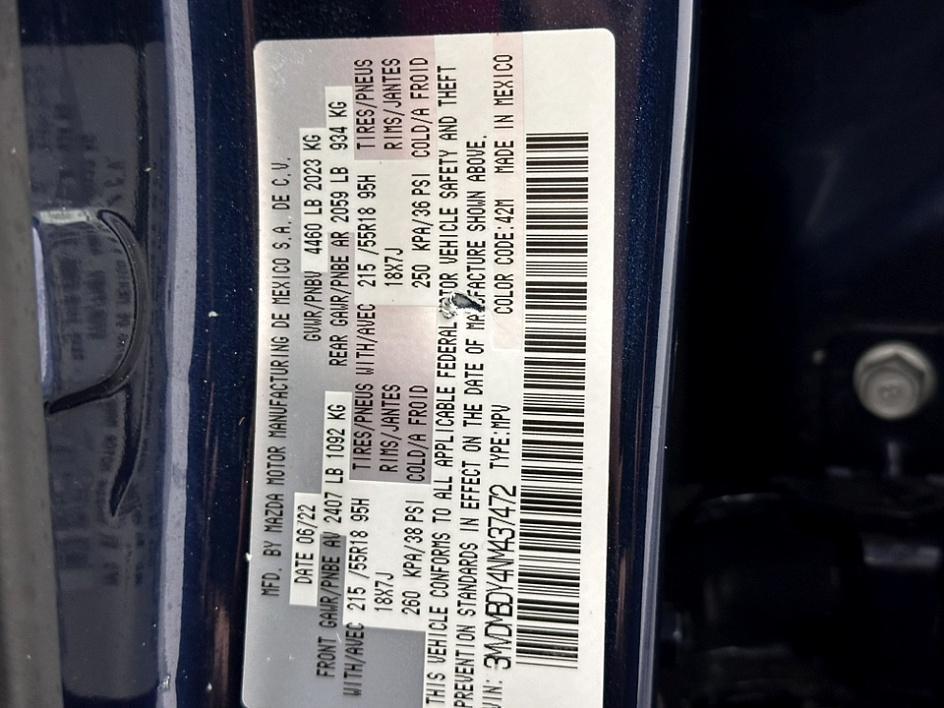 MFD. BY MAZDA MOTOR MANUFACTURING DE MEXICO S.A. DE C.V.
DATE 06/22 GVWR/PNBV 4460 LB 2023 KG
FRONT GAWR/PNBE AV 2407 LB 1092 KG REAR GAWR/PNBE AR 2059 LB 934 KG
WITH/AVEC 215 /55R18 95H TIRES/PNEUS WITH/AVEC 215 /55R18 95H TIRES/PNEUS
18X7J RIMS/JANTES 18X7J RIMS/JANTES
260 KPA/38 PSI COLD/A FROID 250 KPA/36 PSI COLD/A FROID
THIS VEHICLE CONFORMS TO ALL APPLICABLE FEDERAL VEHICLE SAFETY AND THEFT
PREVENTION STANDARDS IN EFFECT ON THE DATE OF MANUFACTURE SHOWN ABOVE.
VIN: 3MVDMBDY4NM437472 TYPE:MPV COLOR CODE:42M MADE IN MEXICO